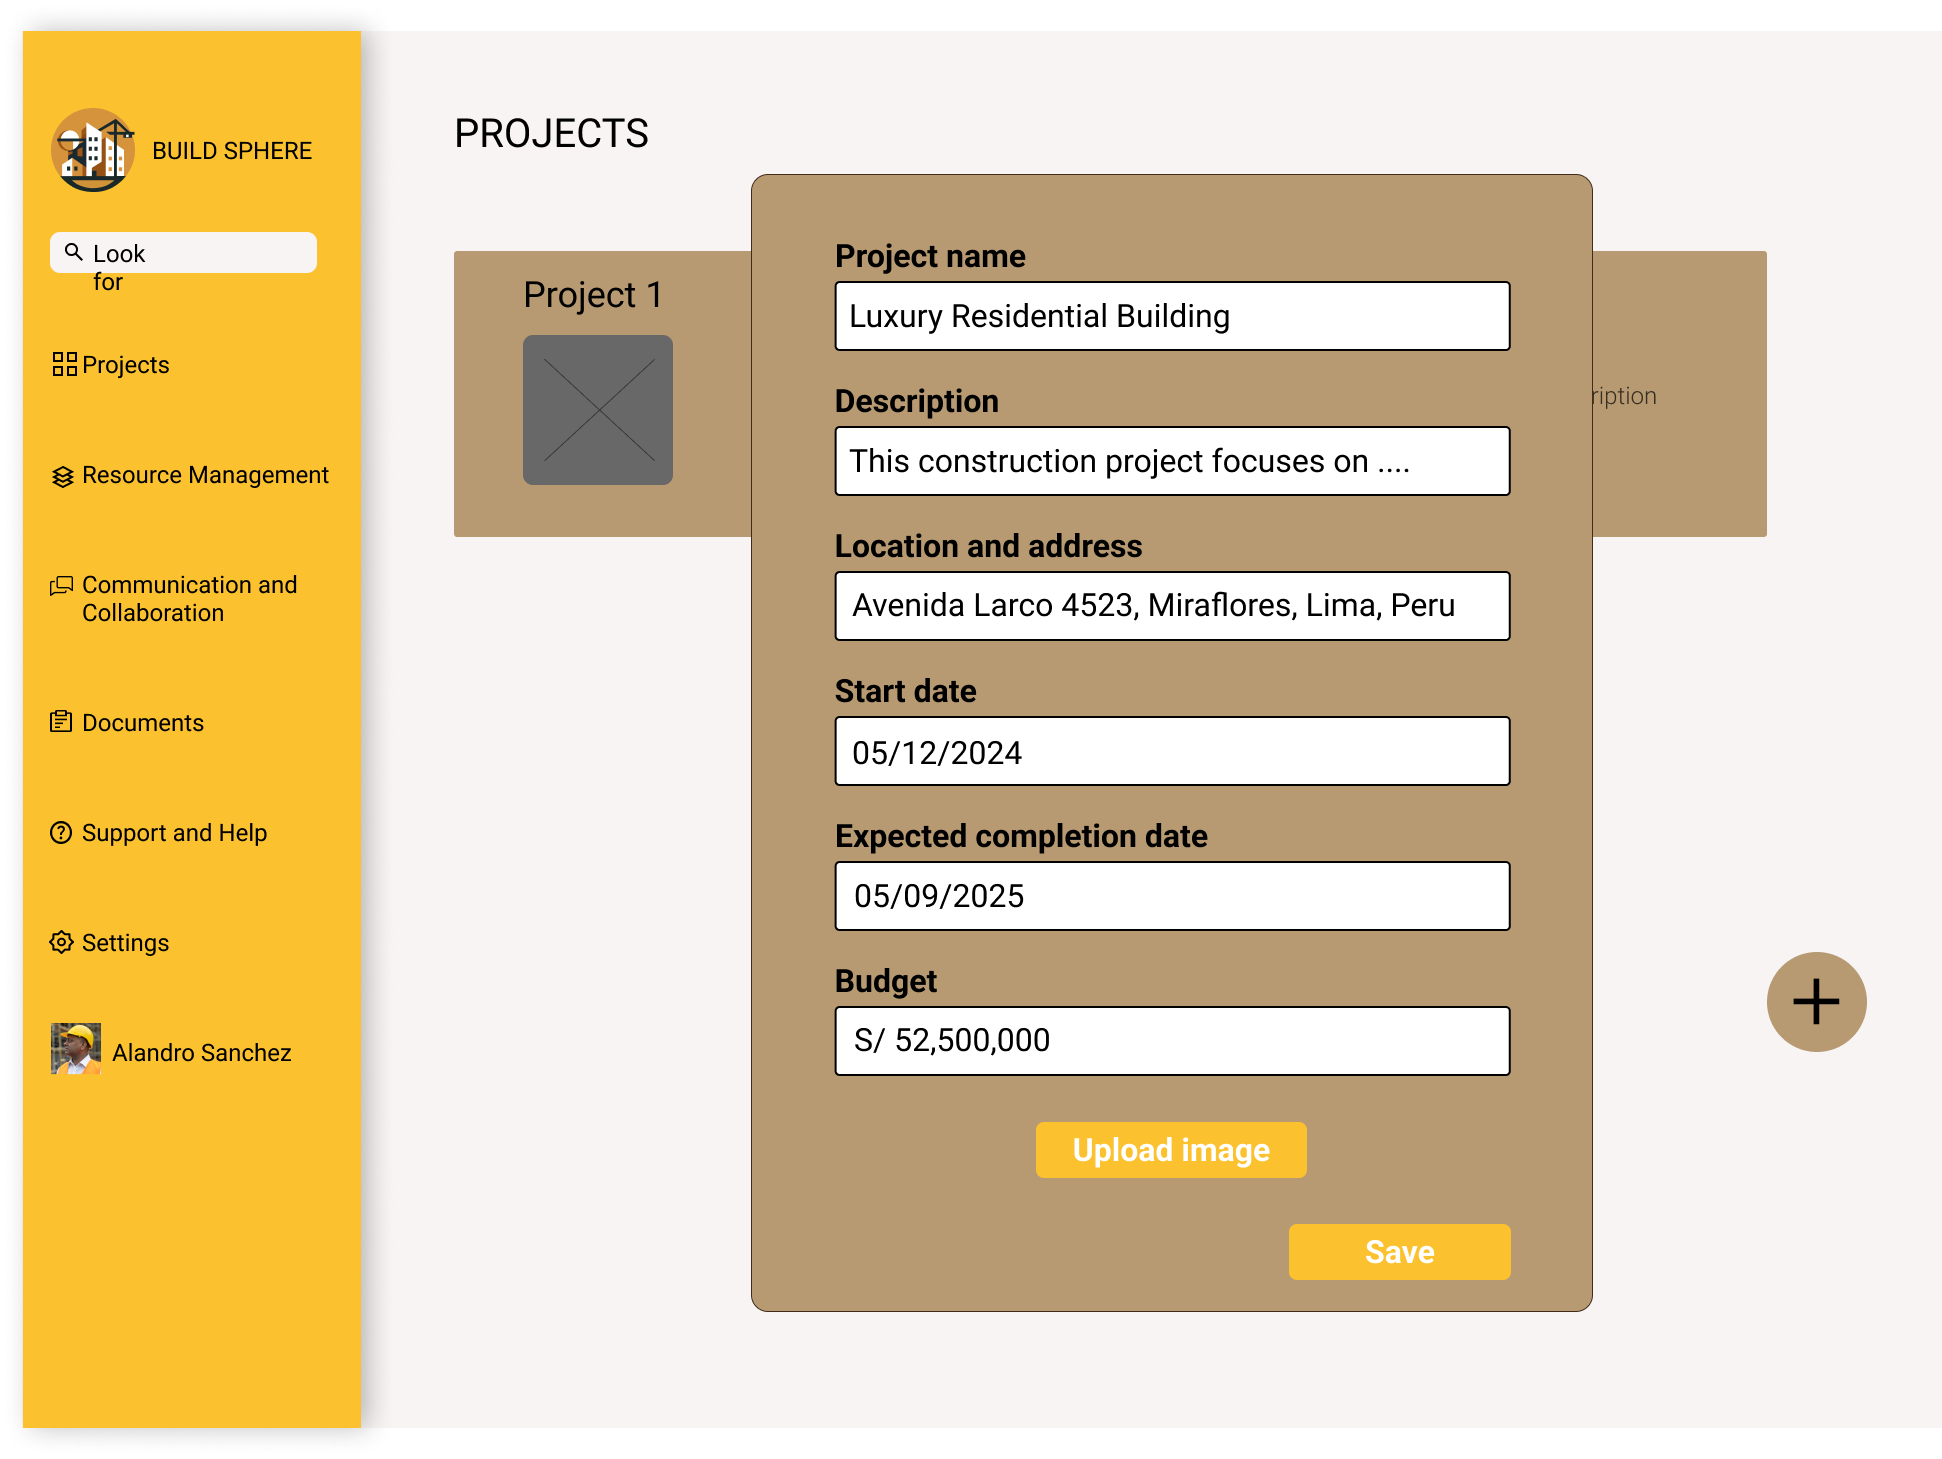 BUILD SPHERE
Look
for
Projects
Resource Management
Communication and
Collaboration
Documents
Support and Help
Settings
Alandro Sanchez
PROJECTS
Project 1
ription
Project name
Luxury Residential Building
Description
This construction project focuses on ....
Location and address
Avenida Larco 4523, Miraflores, Lima, Peru
Start date
05/12/2024
Expected completion date
05/09/2025
Budget
S/ 52,500,000
Upload image
Save